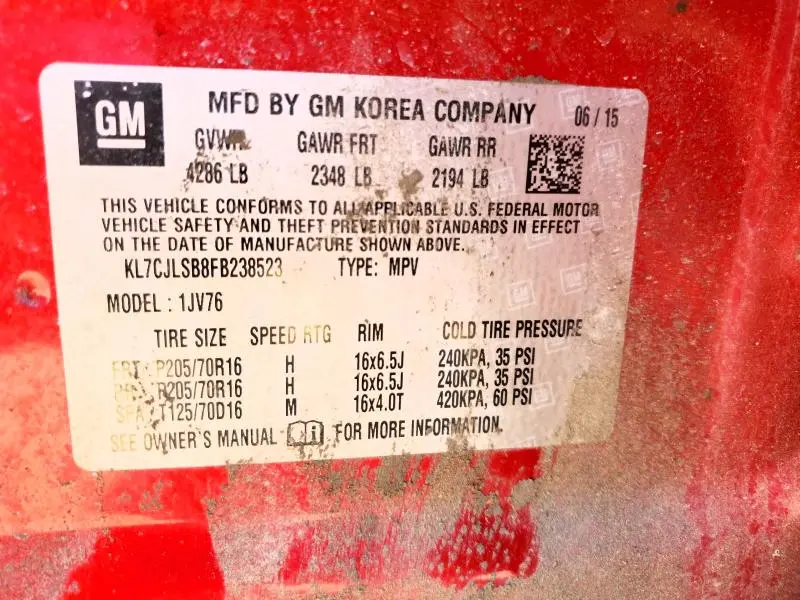 GM
MFD BY GM KOREA COMPANY 06 / 15
GVWR GAWR FRT GAWR RR
4286 LB 2348 LB 2194 LB
THIS VEHICLE CONFORMS TO ALL APPLICABLE U.S. FEDERAL MOTOR
VEHICLE SAFETY AND THEFT PREVENTION STANDARDS IN EFFECT
ON THE DATE OF MANUFACTURE SHOWN ABOVE.
KL7CJLSB8FB238523 TYPE: MPV
MODEL : 1JV76
TIRE SIZE SPEED RTG RIM COLD TIRE PRESSURE
FRT P205/70R16 H 16x6.5J 240KPA, 35 PSI
P205/70R16 H 16x6.5J 240KPA, 35 PSI
SPA T125/70D16 M 16x4.0T 420KPA, 60 PSI
SEE OWNER'S MANUAL FOR MORE INFORMATION.